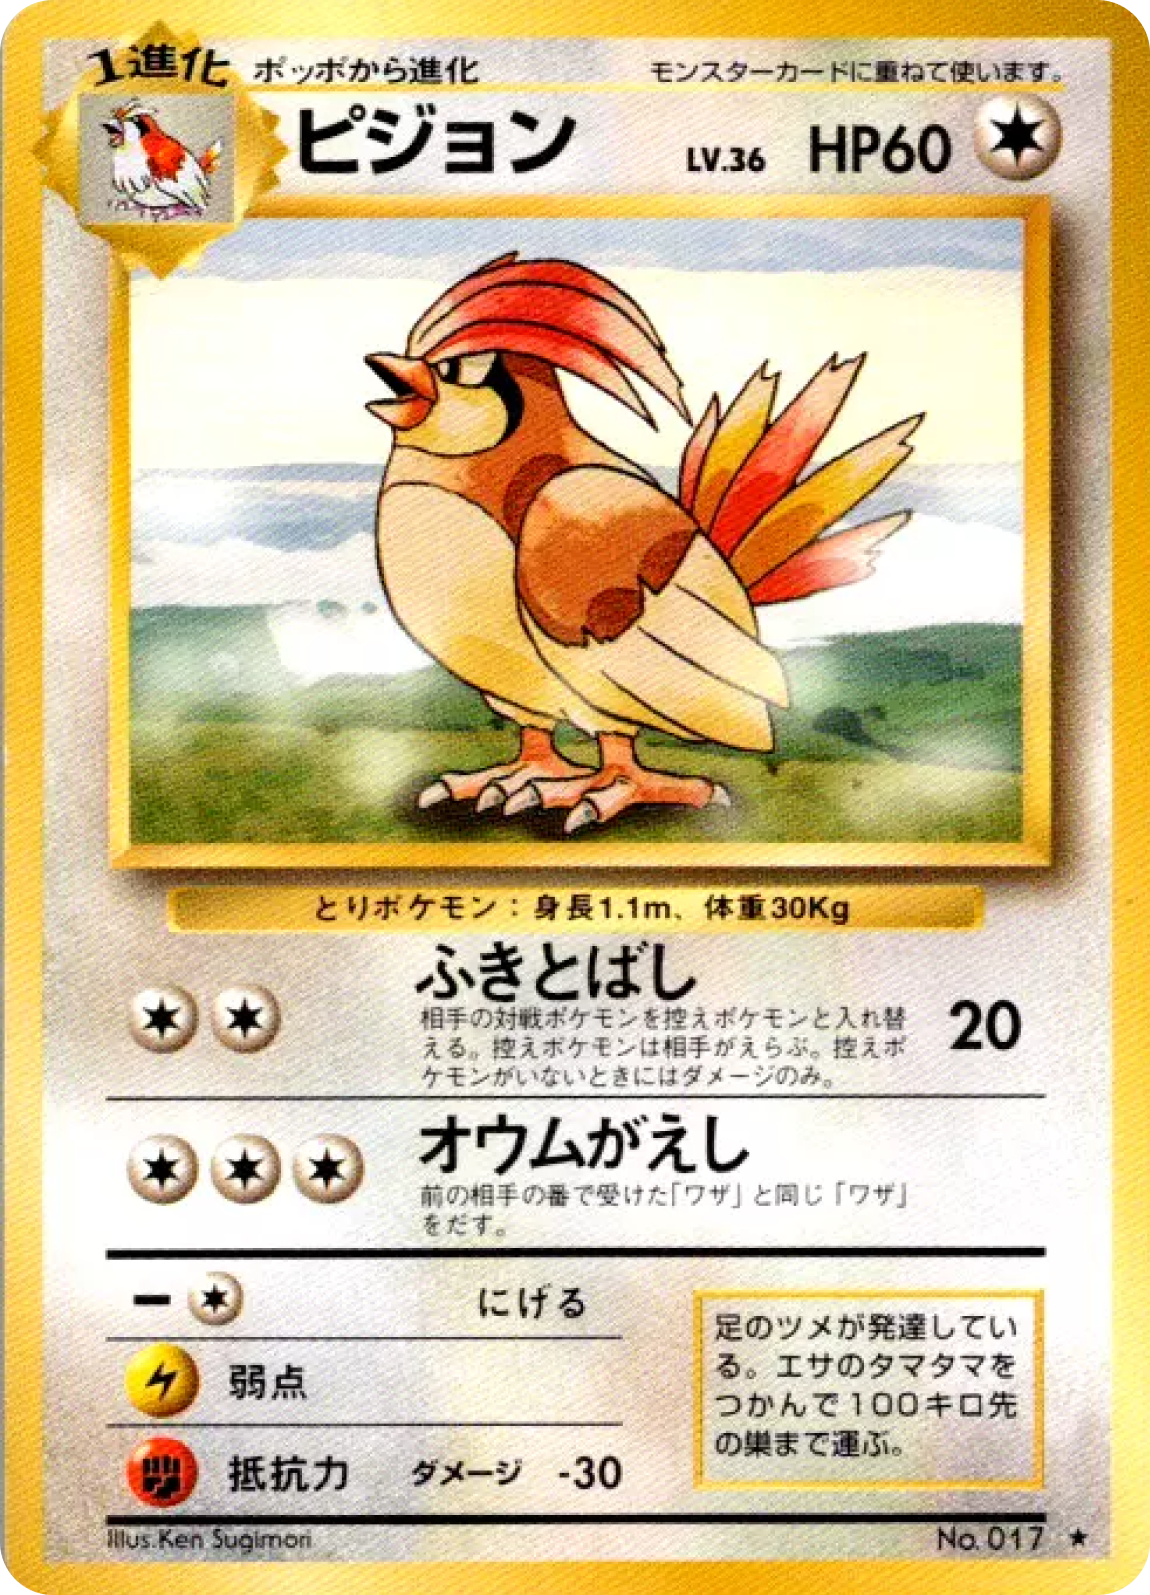 1進化
ポッポから進化
モンスターカードに重ねて使います。
ピジョン
LV.36 HP60
とりポケモン：身長1.1m、体重30Kg
ふきとばし
相手の対戦ポケモンを控えポケモンと入れ替
える。控えポケモンは相手がえらぶ。控えポ
ケモンがいないときにはダメージのみ。
20
オウムがえし
前の相手の番で受けた「ワザ」と同じ「ワザ」
をだす。
にげる
弱点
抵抗力 ダメージ -30
足のツメが発達してい
る。エサのタマタマを
つかんで100キロ先
の巣まで運ぶ。
Illus.Ken Sugimori
No. 017 ★